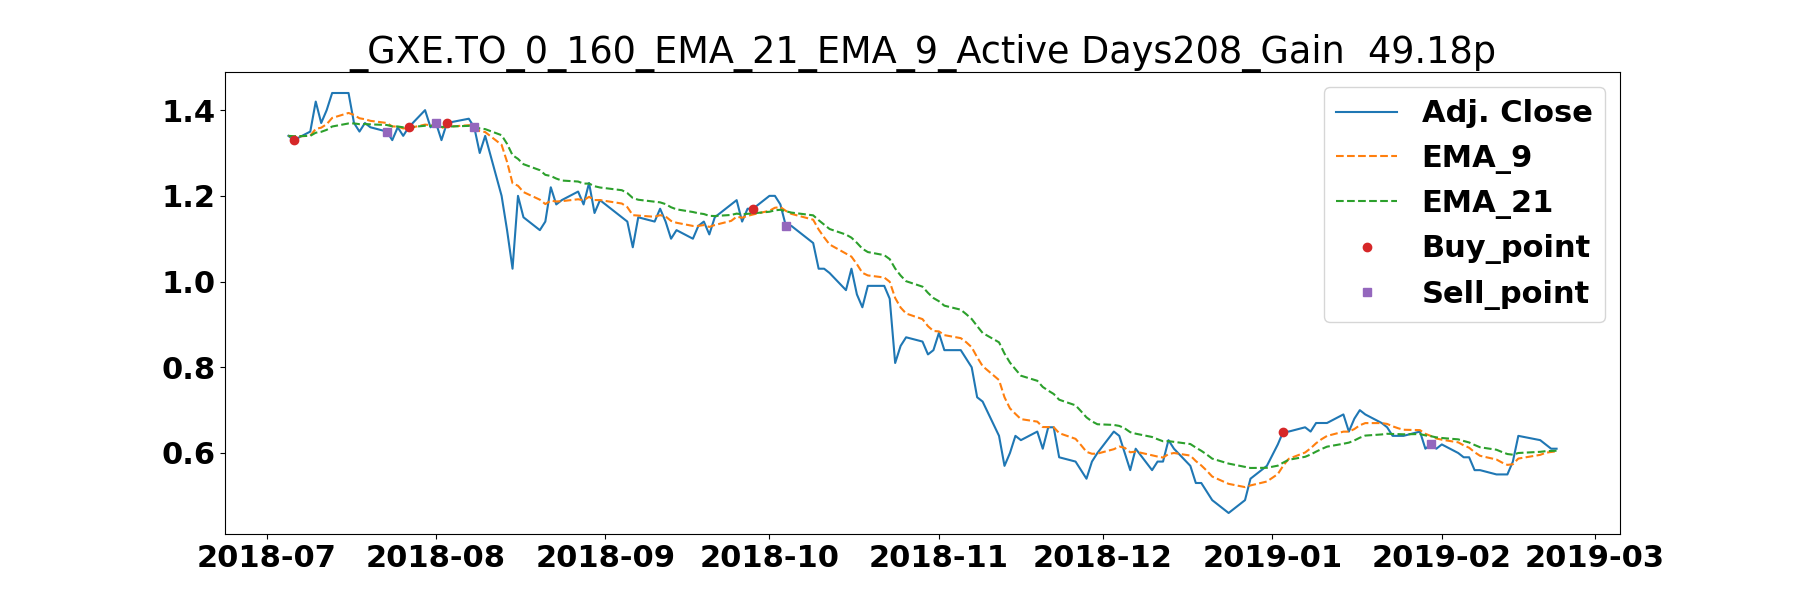 _GXE.TO_0_160_EMA_21_EMA_9_Active Days208_Gain  49.18p
1.4
1.2
1.0
0.8
0.6
Adj. Close
EMA_9
EMA_21
Buy_point
Sell_point
2018-07 2018-08 2018-09 2018-10 2018-11 2018-12 2019-01 2019-02 2019-03